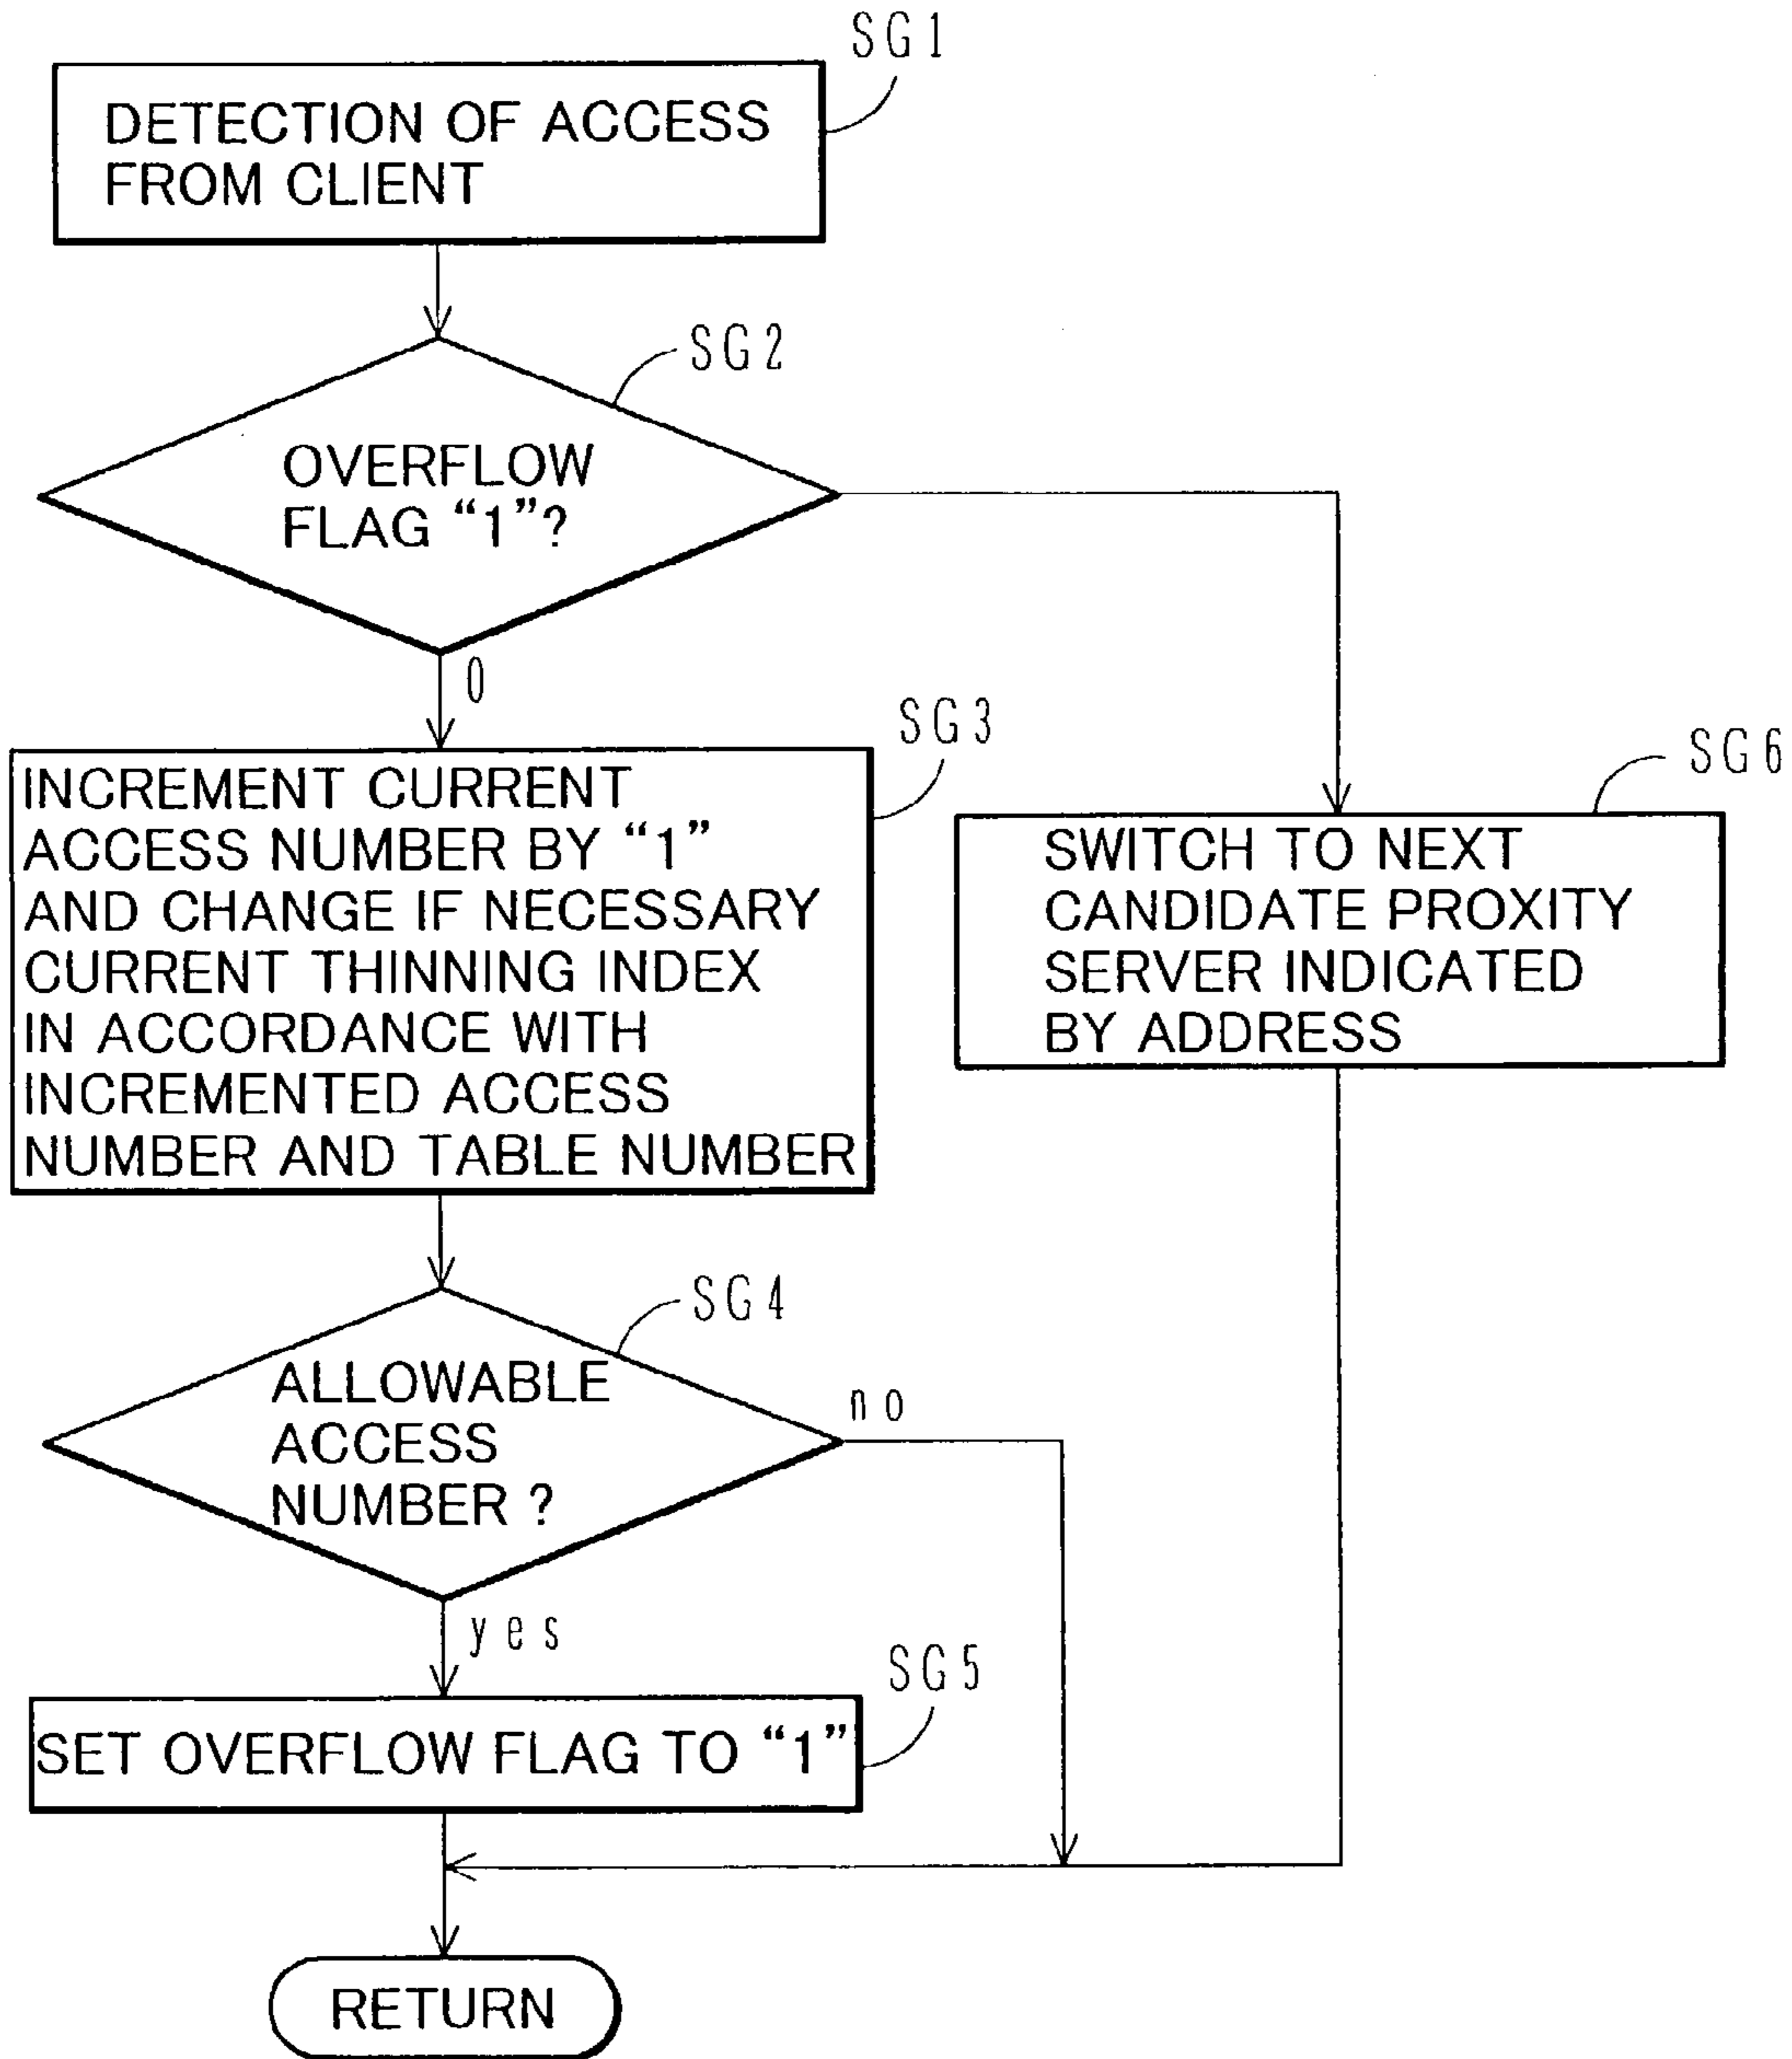 SG1
DETECTION OF ACCESS
FROM CLIENT
SG2
OVERFLOW
FLAG “1”?
0
SG3
INCREMENT CURRENT
ACCESS NUMBER BY “1”
AND CHANGE IF NECESSARY
CURRENT THINNING INDEX
IN ACCORDANCE WITH
INCREMENTED ACCESS
NUMBER AND TABLE NUMBER
SG6
SWITCH TO NEXT
CANDIDATE PROXITY
SERVER INDICATED
BY ADDRESS
SG4
ALLOWABLE
ACCESS
NUMBER ?
no
yes
SG5
SET OVERFLOW FLAG TO “1”
RETURN